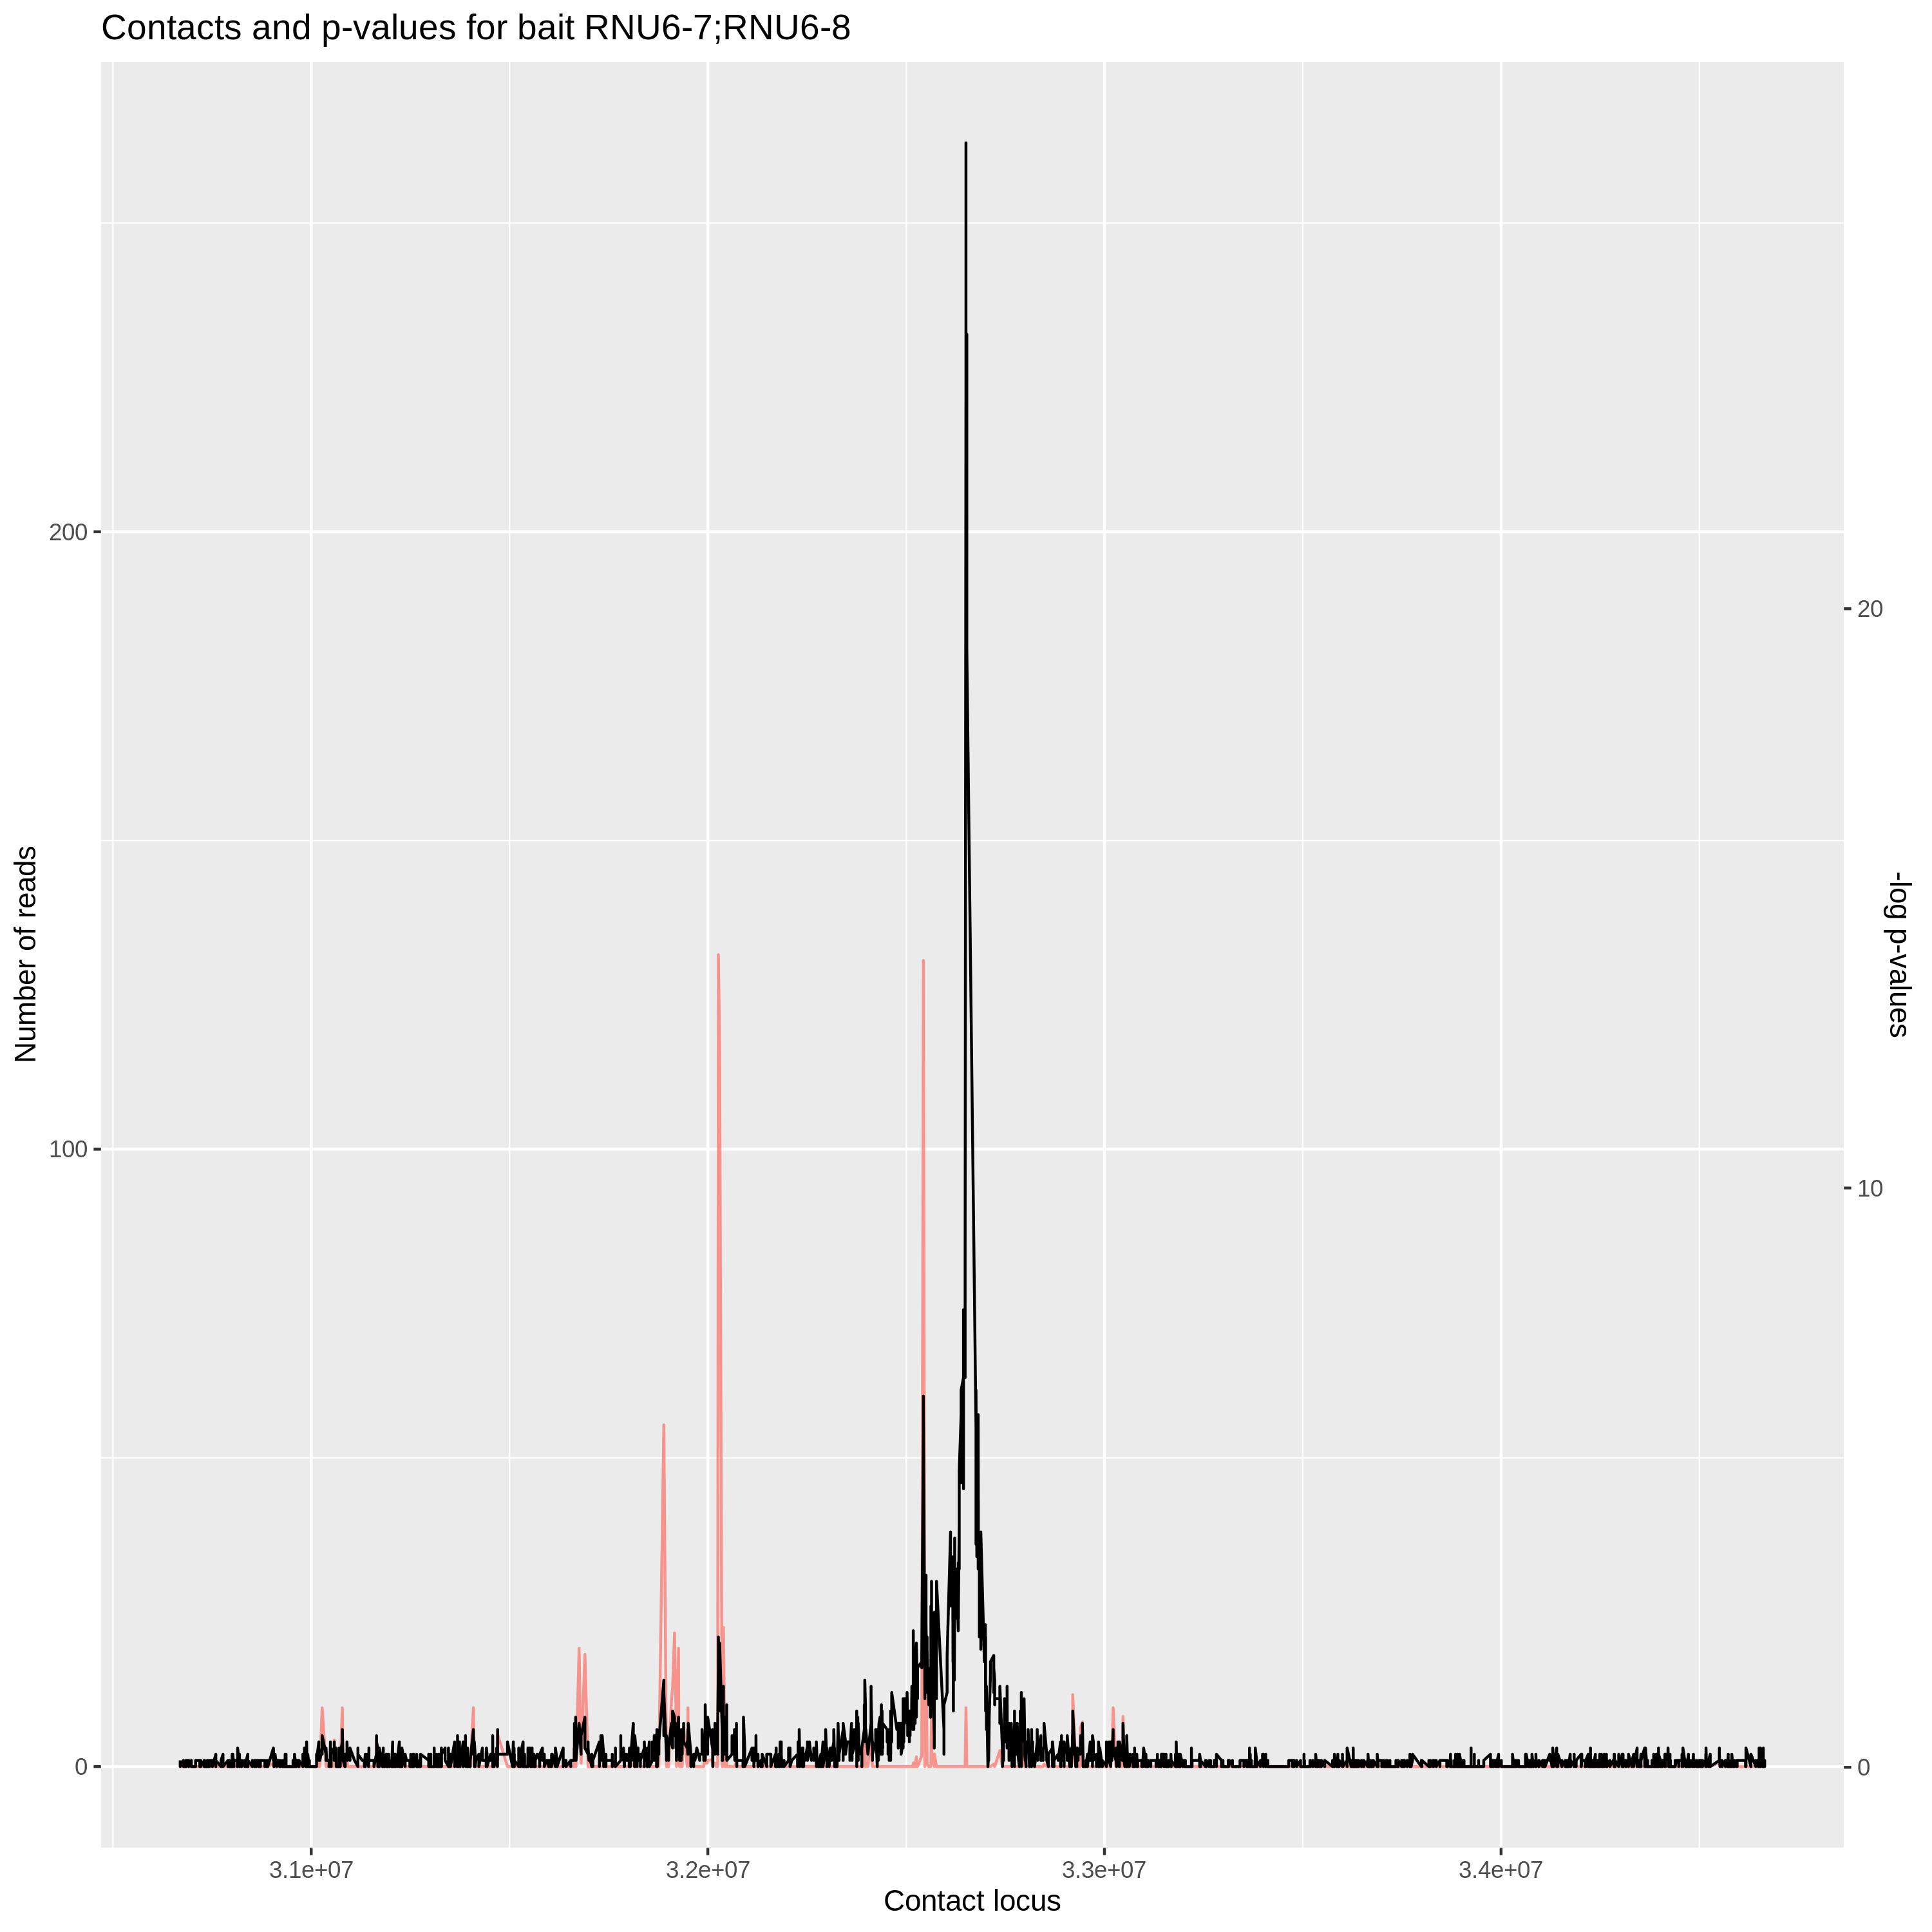 Contacts and p-values for bait RNU6-7;RNU6-8
Number of reads
200
100
0
20
10
0
-log p-values
3.1e+07
3.2e+07
3.3e+07
3.4e+07
Contact locus